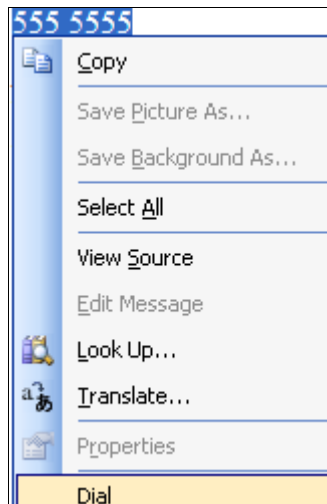 555 5555
Copy
Save Picture As...
Save Background As...
Select All
View Source
Edit Message
Look Up...
Translate...
Properties
Dial